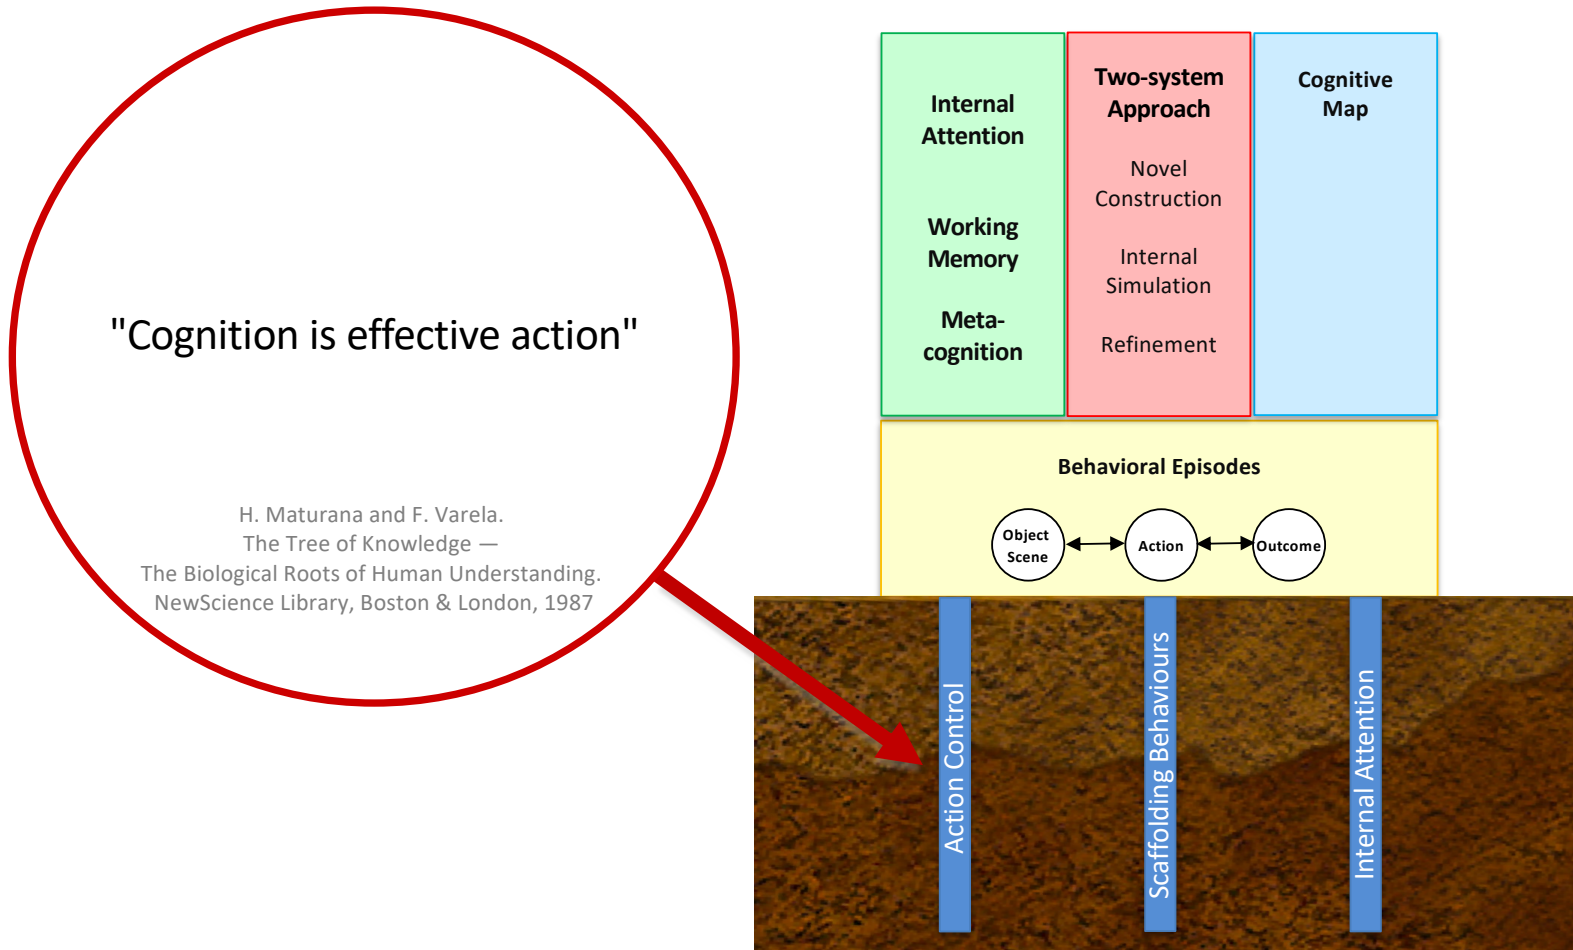 "Cognition is effective action"
H. Maturana and F. Varela.
The Tree of Knowledge —
The Biological Roots of Human Understanding.
NewScience Library, Boston & London, 1987
Internal
Attention
Working
Memory
Meta-
cognition
Two-system
Approach
Novel
Construction
Internal
Simulation
Refinement
Cognitive
Map
Behavioral Episodes
Object
Scene
Action
Outcome
Action Control
Scaffolding Behaviours
Internal Attention